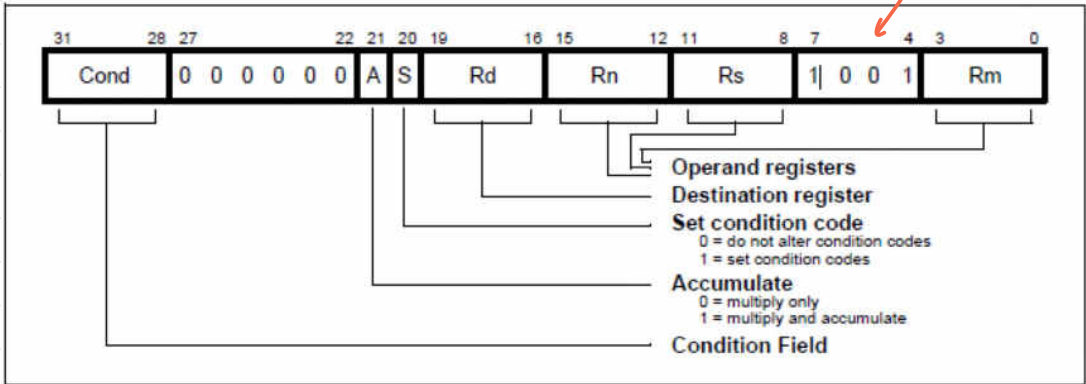 31 28 27 22 21 20 19 16 15 12 11 8 7 4 3 0
Cond 0 0 0 0 0 0 A S Rd Rn Rs 1 0 0 1 Rm
Operand registers
Destination register
Set condition code
0 = do not alter condition codes
1 = set condition codes
Accumulate
0 = multiply only
1 = multiply and accumulate
Condition Field